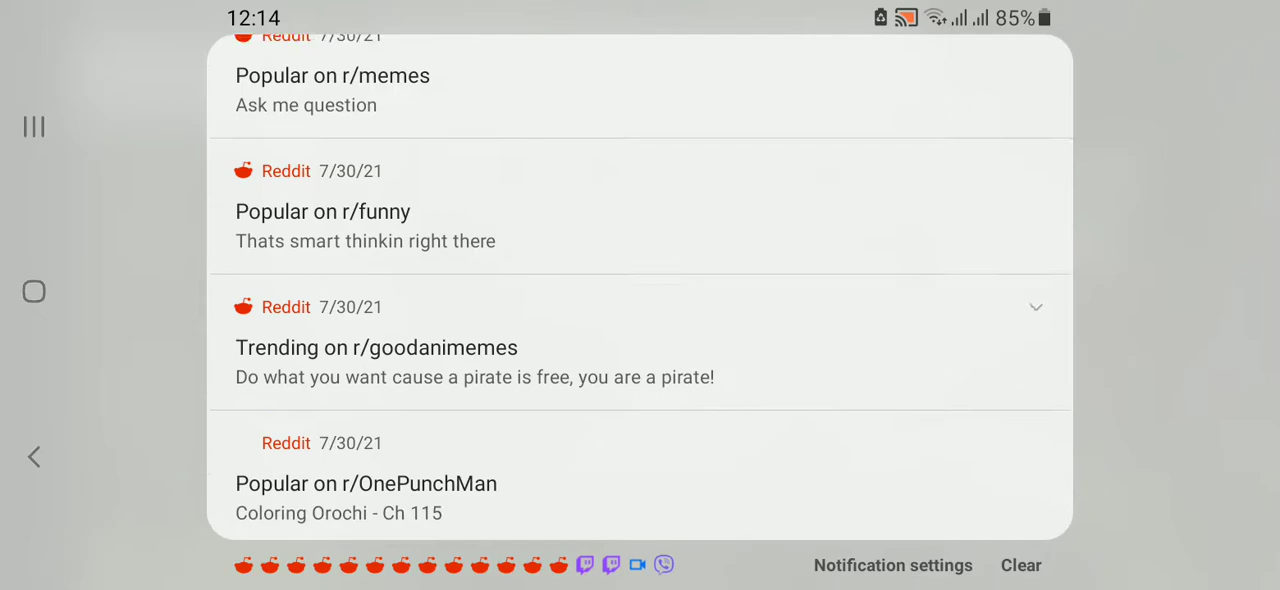 12:14
85%
Reddit 7/30/21
Popular on r/memes
Ask me question
Reddit 7/30/21
Popular on r/funny
Thats smart thinkin right there
Reddit 7/30/21
Trending on r/goodanimemes
Do what you want cause a pirate is free, you are a pirate!
Reddit 7/30/21
Popular on r/OnePunchMan
Coloring Orochi - Ch 115
Notification settings Clear